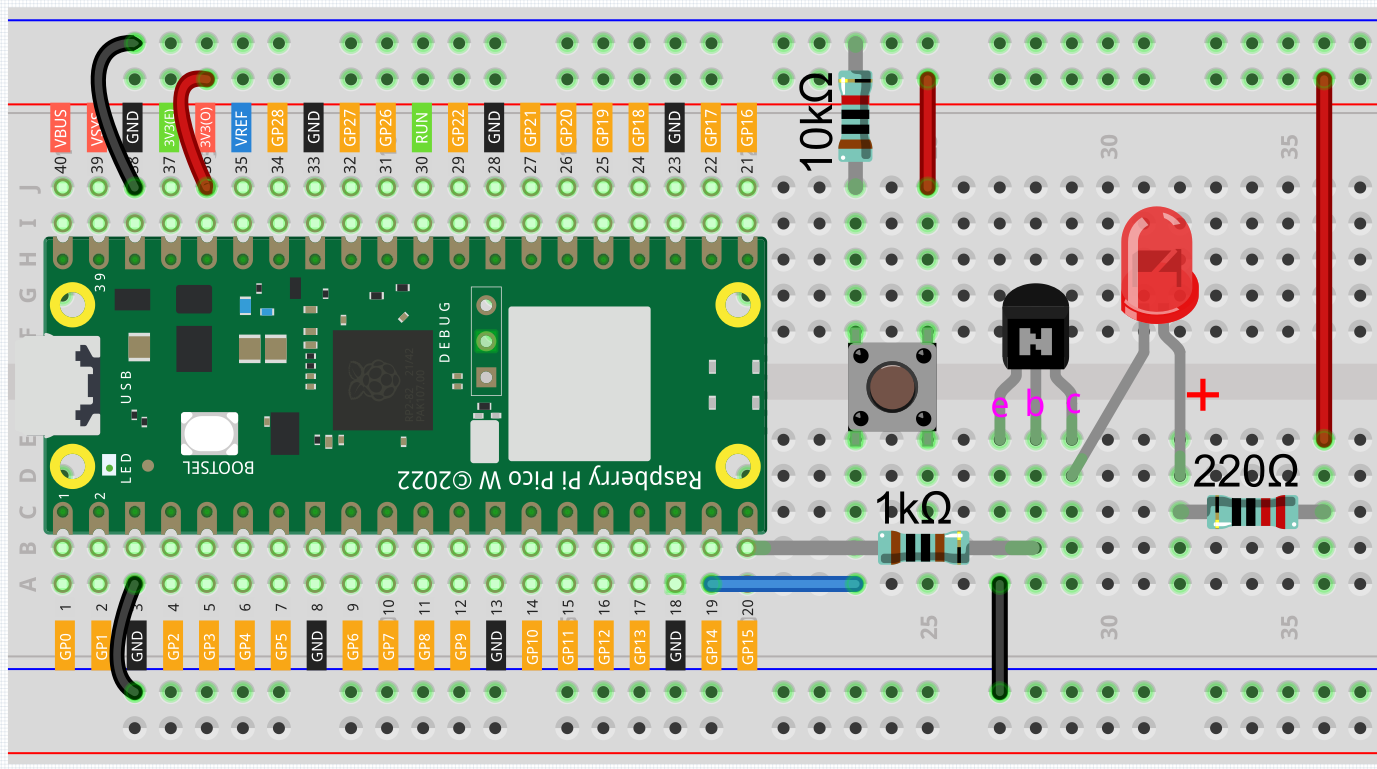 VBUS VSYS GND 3V3(E) 3V3(O) VREF GP28 GND GP27 GP26 RUN GP22 GND GP21 GP20 GP19 GP18 GND GP17 GP16
40 39 38 37 36 35 34 33 32 31 30 29 28 27 26 25 24 23 22 21
10kΩ
30 35
J
I
H
G
F
E
D
C
B
A
39
DEBUG
USB
BOOTSEL
LED
1 2
Raspberry Pi Pico W ©2022
e b c
+
220Ω
1kΩ
1 2 3 4 5 6 7 8 9 10 11 12 13 14 15 16 17 18 19 20
25 30 35
GP0 GP1 GND GP2 GP3 GP4 GP5 GND GP6 GP7 GP8 GP9 GND GP10 GP11 GP12 GP13 GND GP14 GP15